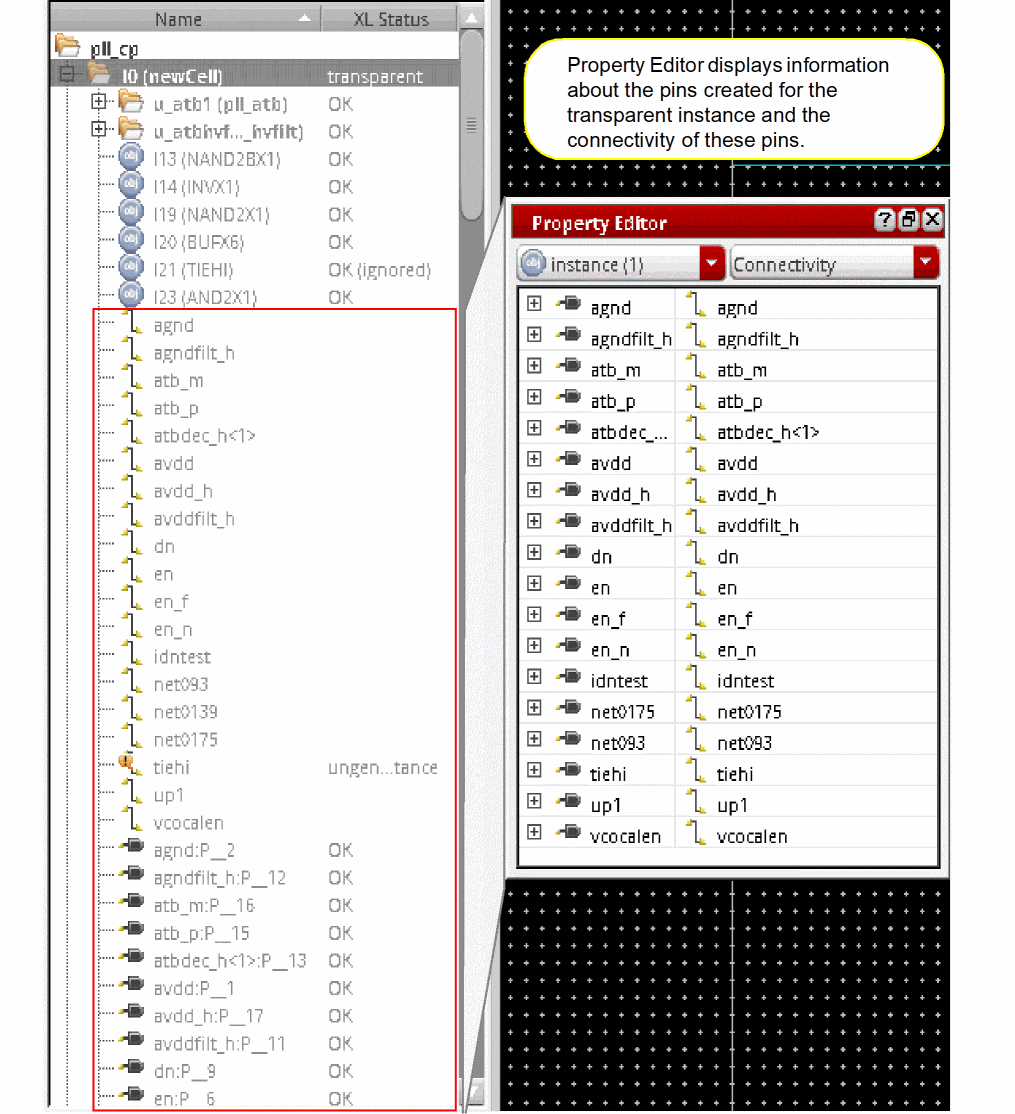 Name XL Status
pll_cp
I0 (newCell) transparent
u_atb1 (pll_atb) OK
u_atbhvf..._hvfilt) OK
I13 (NAND2BX1) OK
I14 (INVX1) OK
I19 (NAND2X1) OK
I20 (BUFX6) OK
I21 (TIEHI) OK (ignored)
I23 (AND2X1) OK
agnd
agndfilt_h
atb_m
atb_p
atbdec_h<1>
avdd
avdd_h
avddfilt_h
dn
en
en_f
en_n
idntest
net093
net0139
net0175
tiehi ungen...tance
up1
vcocalen
agnd:P__2 OK
agndfilt_h:P__12 OK
atb_m:P__16 OK
atb_p:P__15 OK
atbdec_h<1>:P__13 OK
avdd:P__1 OK
avdd_h:P__17 OK
avddfilt_h:P__11 OK
dn:P__9 OK
en:P__6 OK
Property Editor displays information
about the pins created for the
transparent instance and the
connectivity of these pins.
Property Editor
obj instance (1) Connectivity
agnd agnd
agndfilt_h agndfilt_h
atb_m atb_m
atb_p atb_p
atbdec_... atbdec_h<1>
avdd avdd
avdd_h avdd_h
avddfilt_h avddfilt_h
dn dn
en en
en_f en_f
en_n en_n
idntest idntest
net0175 net0175
net093 net093
tiehi tiehi
up1 up1
vcocalen vcocalen